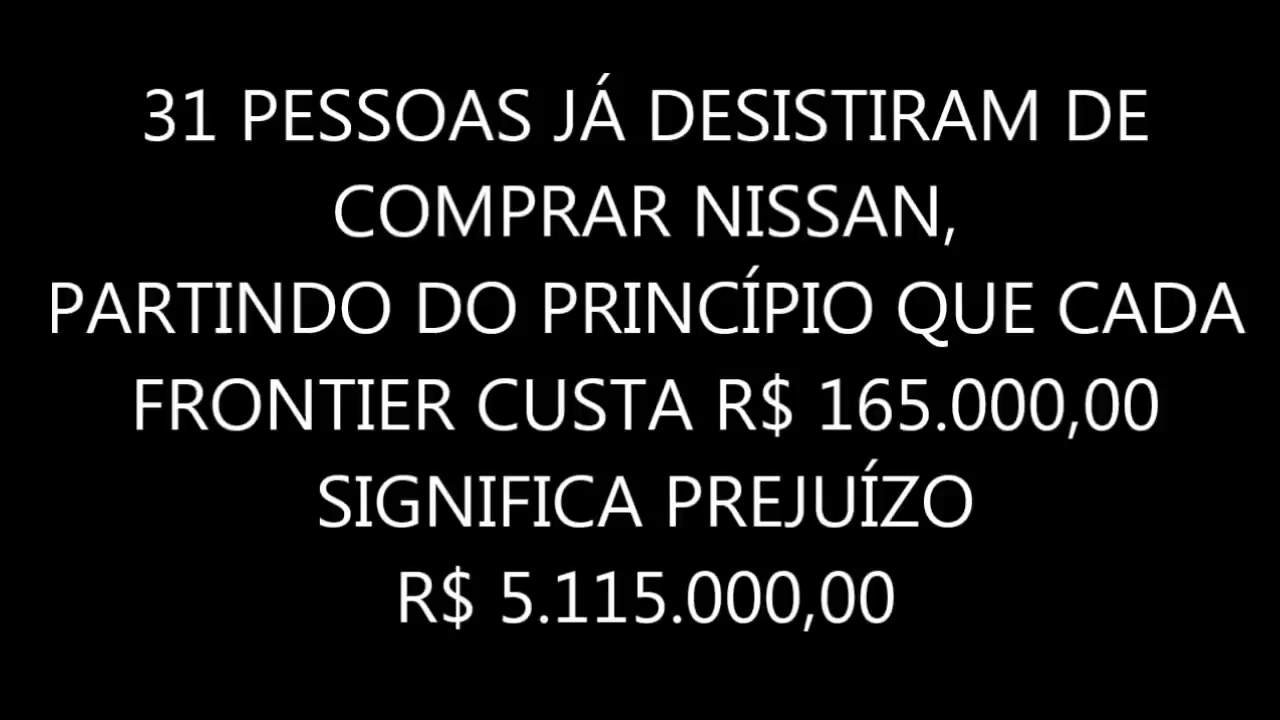 31 PESSOAS JÁ DESISTIRAM DE
COMPRAR NISSAN,
PARTINDO DO PRINCÍPIO QUE CADA
FRONTIER CUSTA R$ 165.000,00
SIGNIFICA PREJUÍZO
R$ 5.115.000,00